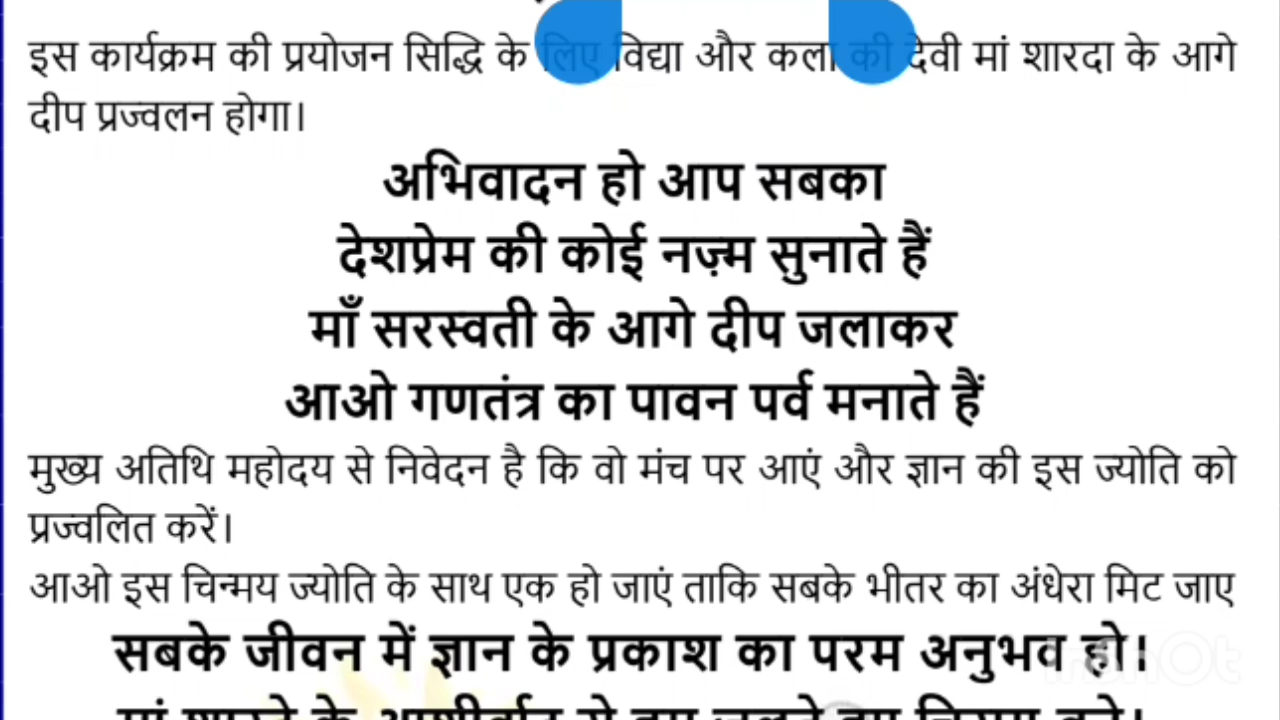 इस कार्यक्रम की प्रयोजन सिद्धि के लिए विद्या और कला की देवी मां शारदा के आगे
दीप प्रज्वलन होगा।
अभिवादन हो आप सबका
देशप्रेम की कोई नज़्म सुनाते हैं
माँ सरस्वती के आगे दीप जलाकर
आओ गणतंत्र का पावन पर्व मनाते हैं
मुख्य अतिथि महोदय से निवेदन है कि वो मंच पर आएं और ज्ञान की इस ज्योति को
प्रज्वलित करें।
आओ इस चिन्मय ज्योति के साथ एक हो जाएं ताकि सबके भीतर का अंधेरा मिट जाए
सबके जीवन में ज्ञान के प्रकाश का परम अनुभव हो।
InShOt